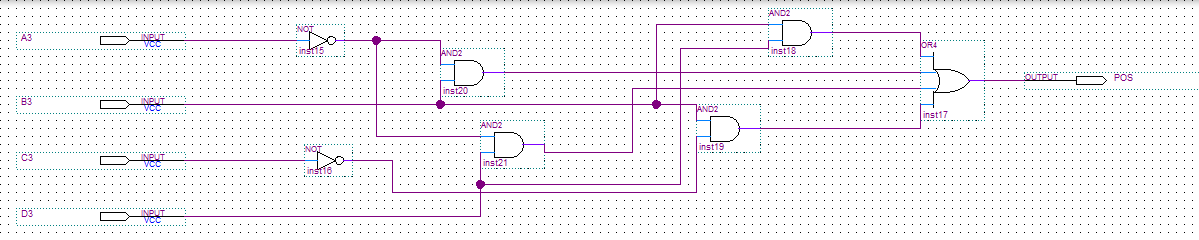 AND2
inst18
A3
INPUT
VCC
NOT
inst15
OR4
inst17
AND2
inst20
OUTPUT
POS
B3
INPUT
VCC
AND2
inst19
AND2
inst21
C3
INPUT
VCC
NOT
inst16
D3
INPUT
VCC